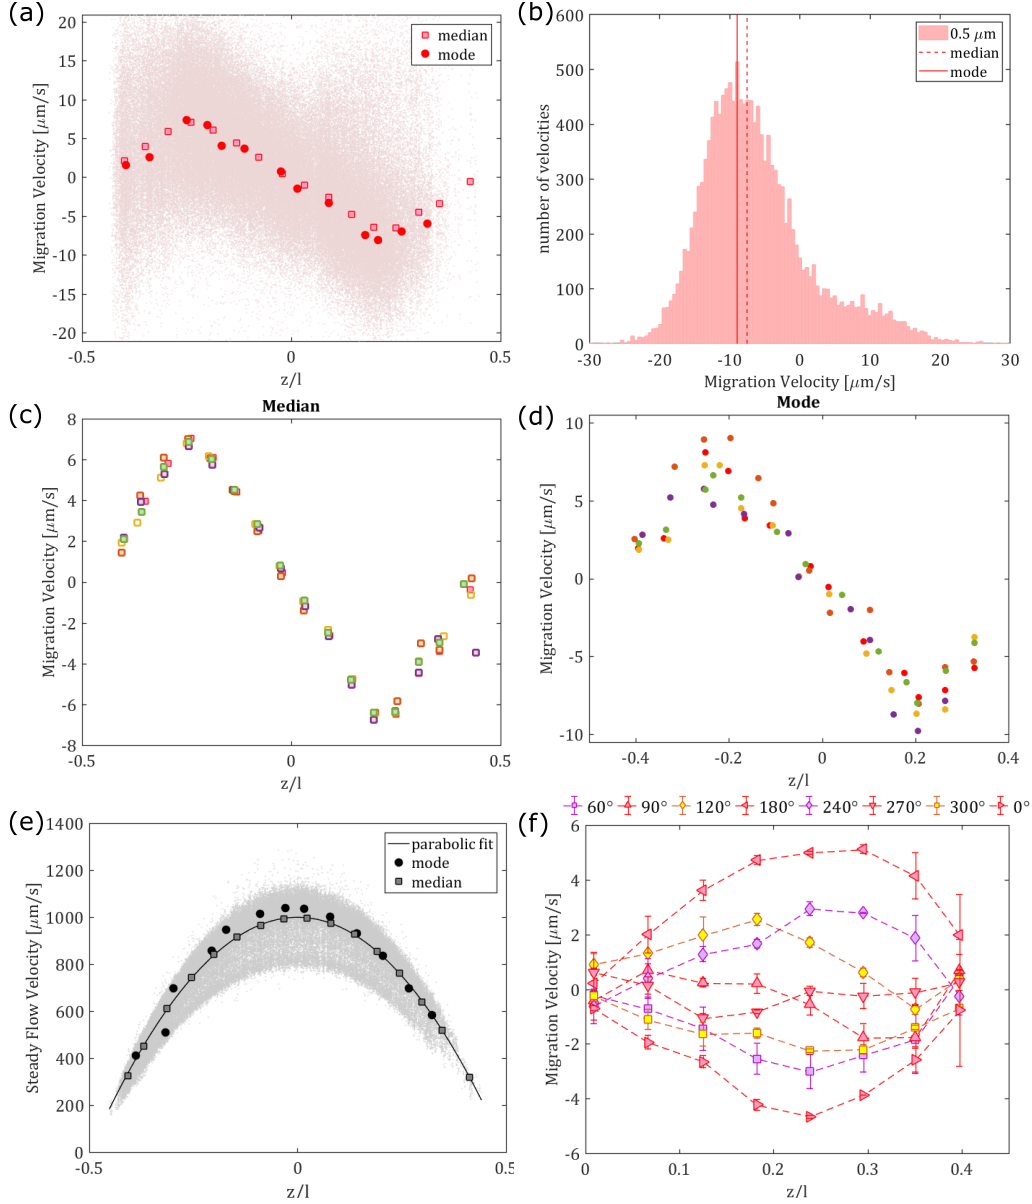 (a)
20
15
10
5
0
-5
-10
-15
-20
-0.5
0
0.5
z/l
Migration Velocity [μm/s]
median
mode
(b)
600
500
400
300
200
100
0
-30
-20
-10
0
10
20
30
Migration Velocity [μm/s]
number of velocities
0.5 μm
median
mode
(c)
Median
8
6
4
2
0
-2
-4
-6
-8
-0.5
0
0.5
z/l
Migration Velocity [μm/s]
(d)
Mode
10
5
0
-5
-10
-0.4
-0.2
0
0.2
0.4
z/l
Migration Velocity [μm/s]
(e)
1400
1200
1000
800
600
400
200
0
-0.5
0
0.5
z/l
Steady Flow Velocity [μm/s]
parabolic fit
mode
median
60° 90° 120° 180° 240° 270° 300° 0°
(f)
6
4
2
0
-2
-4
-6
0
0.1
0.2
0.3
0.4
z/l
Migration Velocity [μm/s]